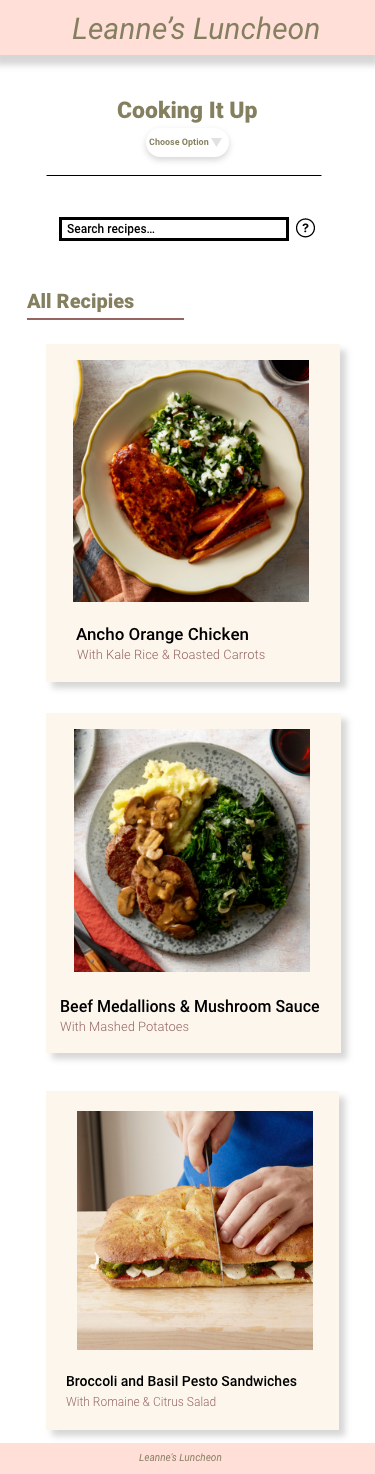 Leanne’s Luncheon
Cooking It Up
Choose Option
Search recipes…
?
All Recipies
Ancho Orange Chicken
With Kale Rice & Roasted Carrots
Beef Medallions & Mushroom Sauce
With Mashed Potatoes
Broccoli and Basil Pesto Sandwiches
With Romaine & Citrus Salad
Leanne’s Luncheon